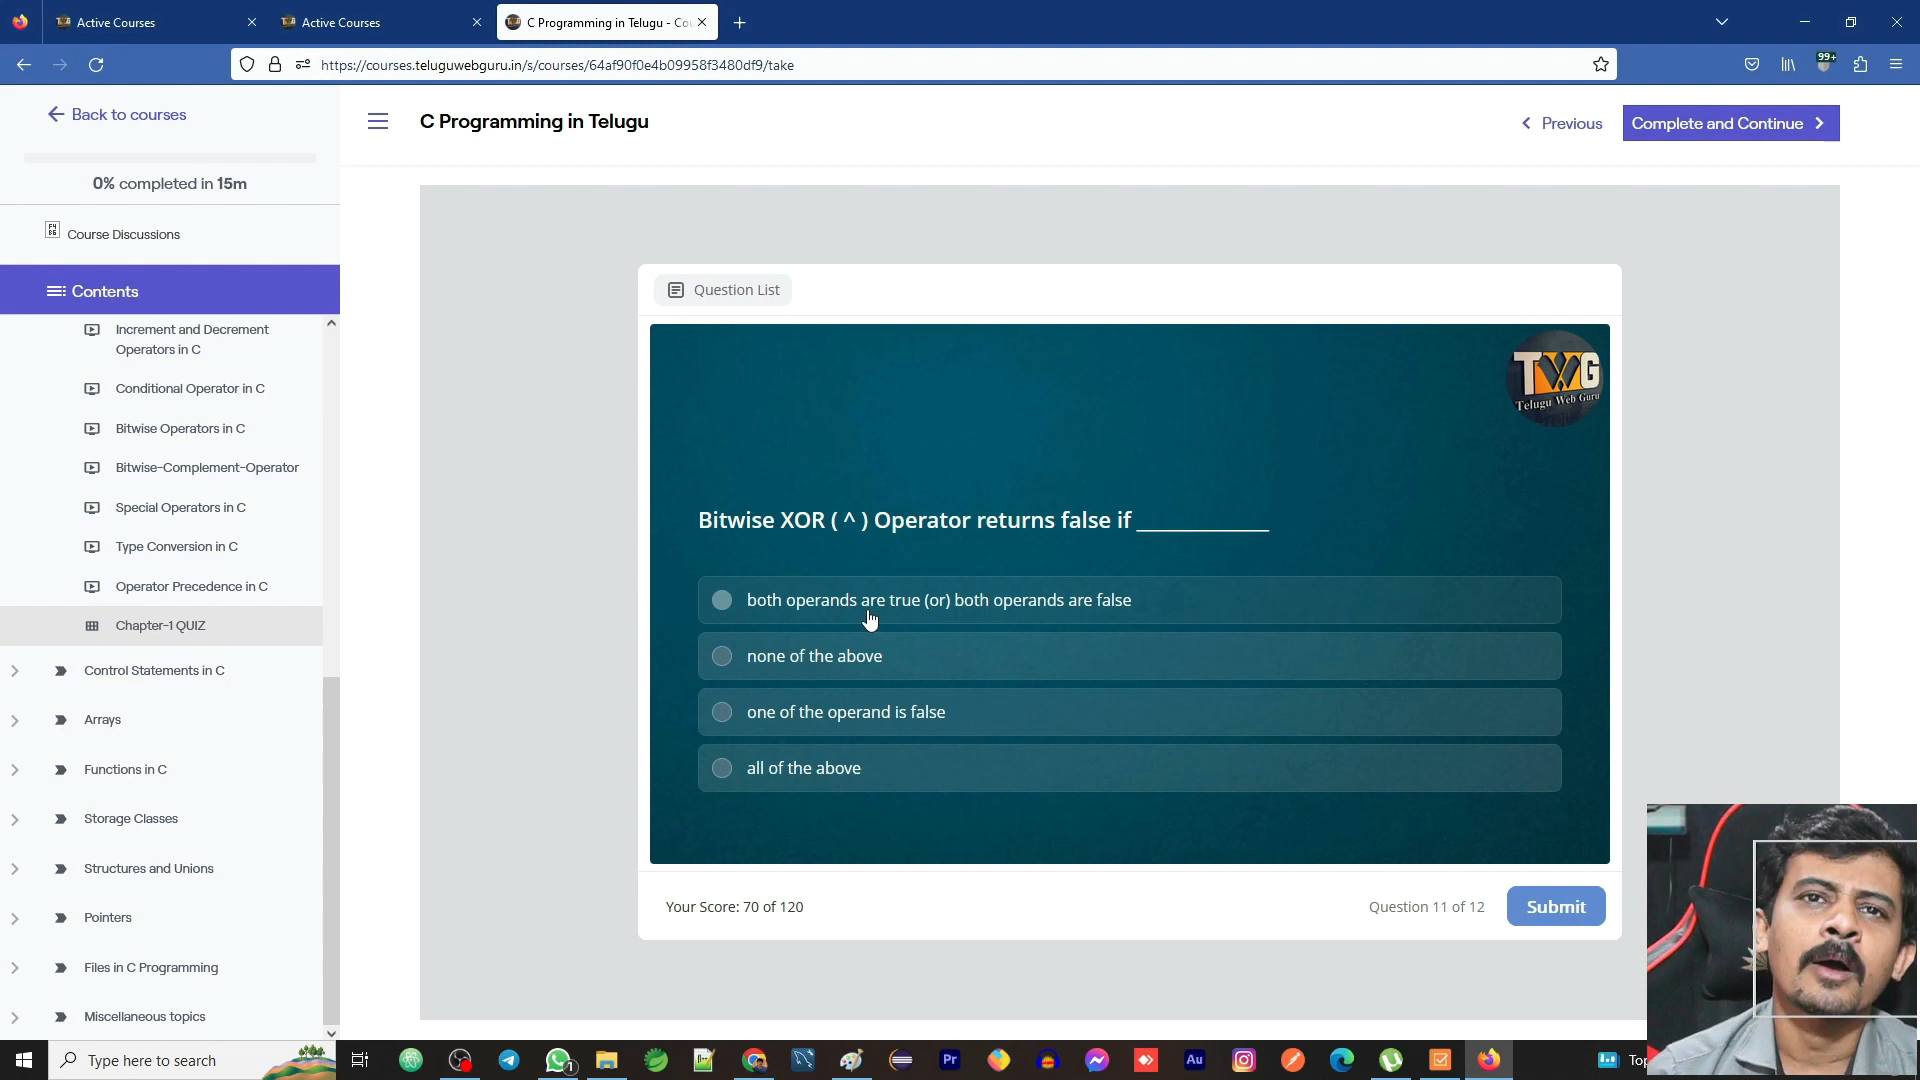 Active Courses
Active Courses
C Programming in Telugu - Co
https://courses.teluguwebguru.in/s/courses/64af90f0e4b09958f3480df9/take
99+
Back to courses
C Programming in Telugu
Previous
Complete and Continue
0% completed in 15m
Course Discussions
Contents
Increment and Decrement
Operators in C
Conditional Operator in C
Bitwise Operators in C
Bitwise-Complement-Operator
Special Operators in C
Type Conversion in C
Operator Precedence in C
Chapter-1 QUIZ
Control Statements in C
Arrays
Functions in C
Storage Classes
Structures and Unions
Pointers
Files in C Programming
Miscellaneous topics
Question List
TWG
Telugu Web Guru
Bitwise XOR ( ^ ) Operator returns false if ____________
both operands are true (or) both operands are false
none of the above
one of the operand is false
all of the above
Your Score: 70 of 120
Question 11 of 12
Submit
Type here to search
1
Pr
Au
Top